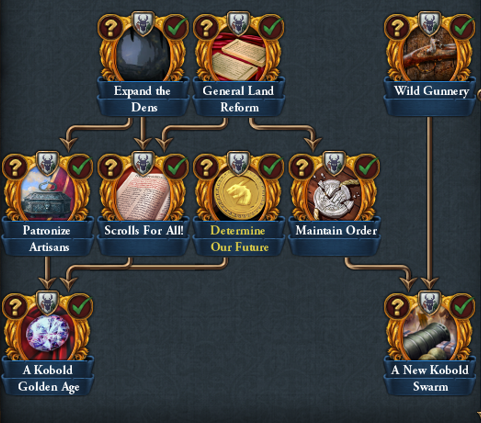 Expand the
Dens
General Land
Reform
Wild Gunnery
Patronize
Artisans
Scrolls For All!
Determine
Our Future
Maintain Order
A Kobold
Golden Age
A New Kobold
Swarm